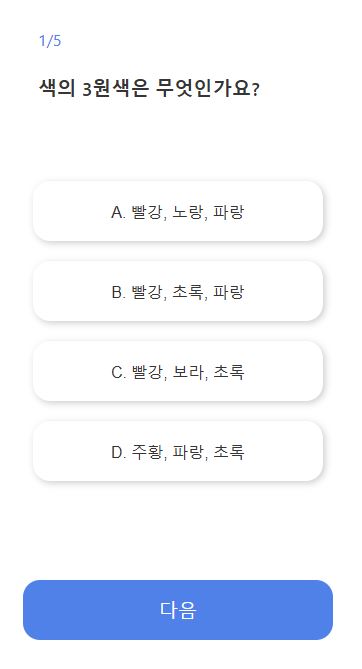 1/5
색의 3원색은 무엇인가요?
A. 빨강, 노랑, 파랑
B. 빨강, 초록, 파랑
C. 빨강, 보라, 초록
D. 주황, 파랑, 초록
다음